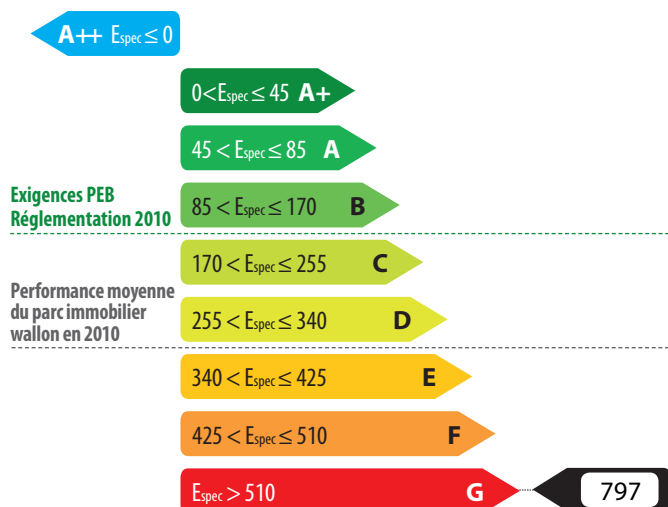 A++ Espec ≤ 0
0<Espec ≤ 45 A+
45 < Espec ≤ 85 A
Exigences PEB
Réglementation 2010
85 < Espec ≤ 170 B
170 < Espec ≤ 255 C
Performance moyenne
du parc immobilier
wallon en 2010
255 < Espec ≤ 340 D
340 < Espec ≤ 425 E
425 < Espec ≤ 510 F
Espec > 510 G
797